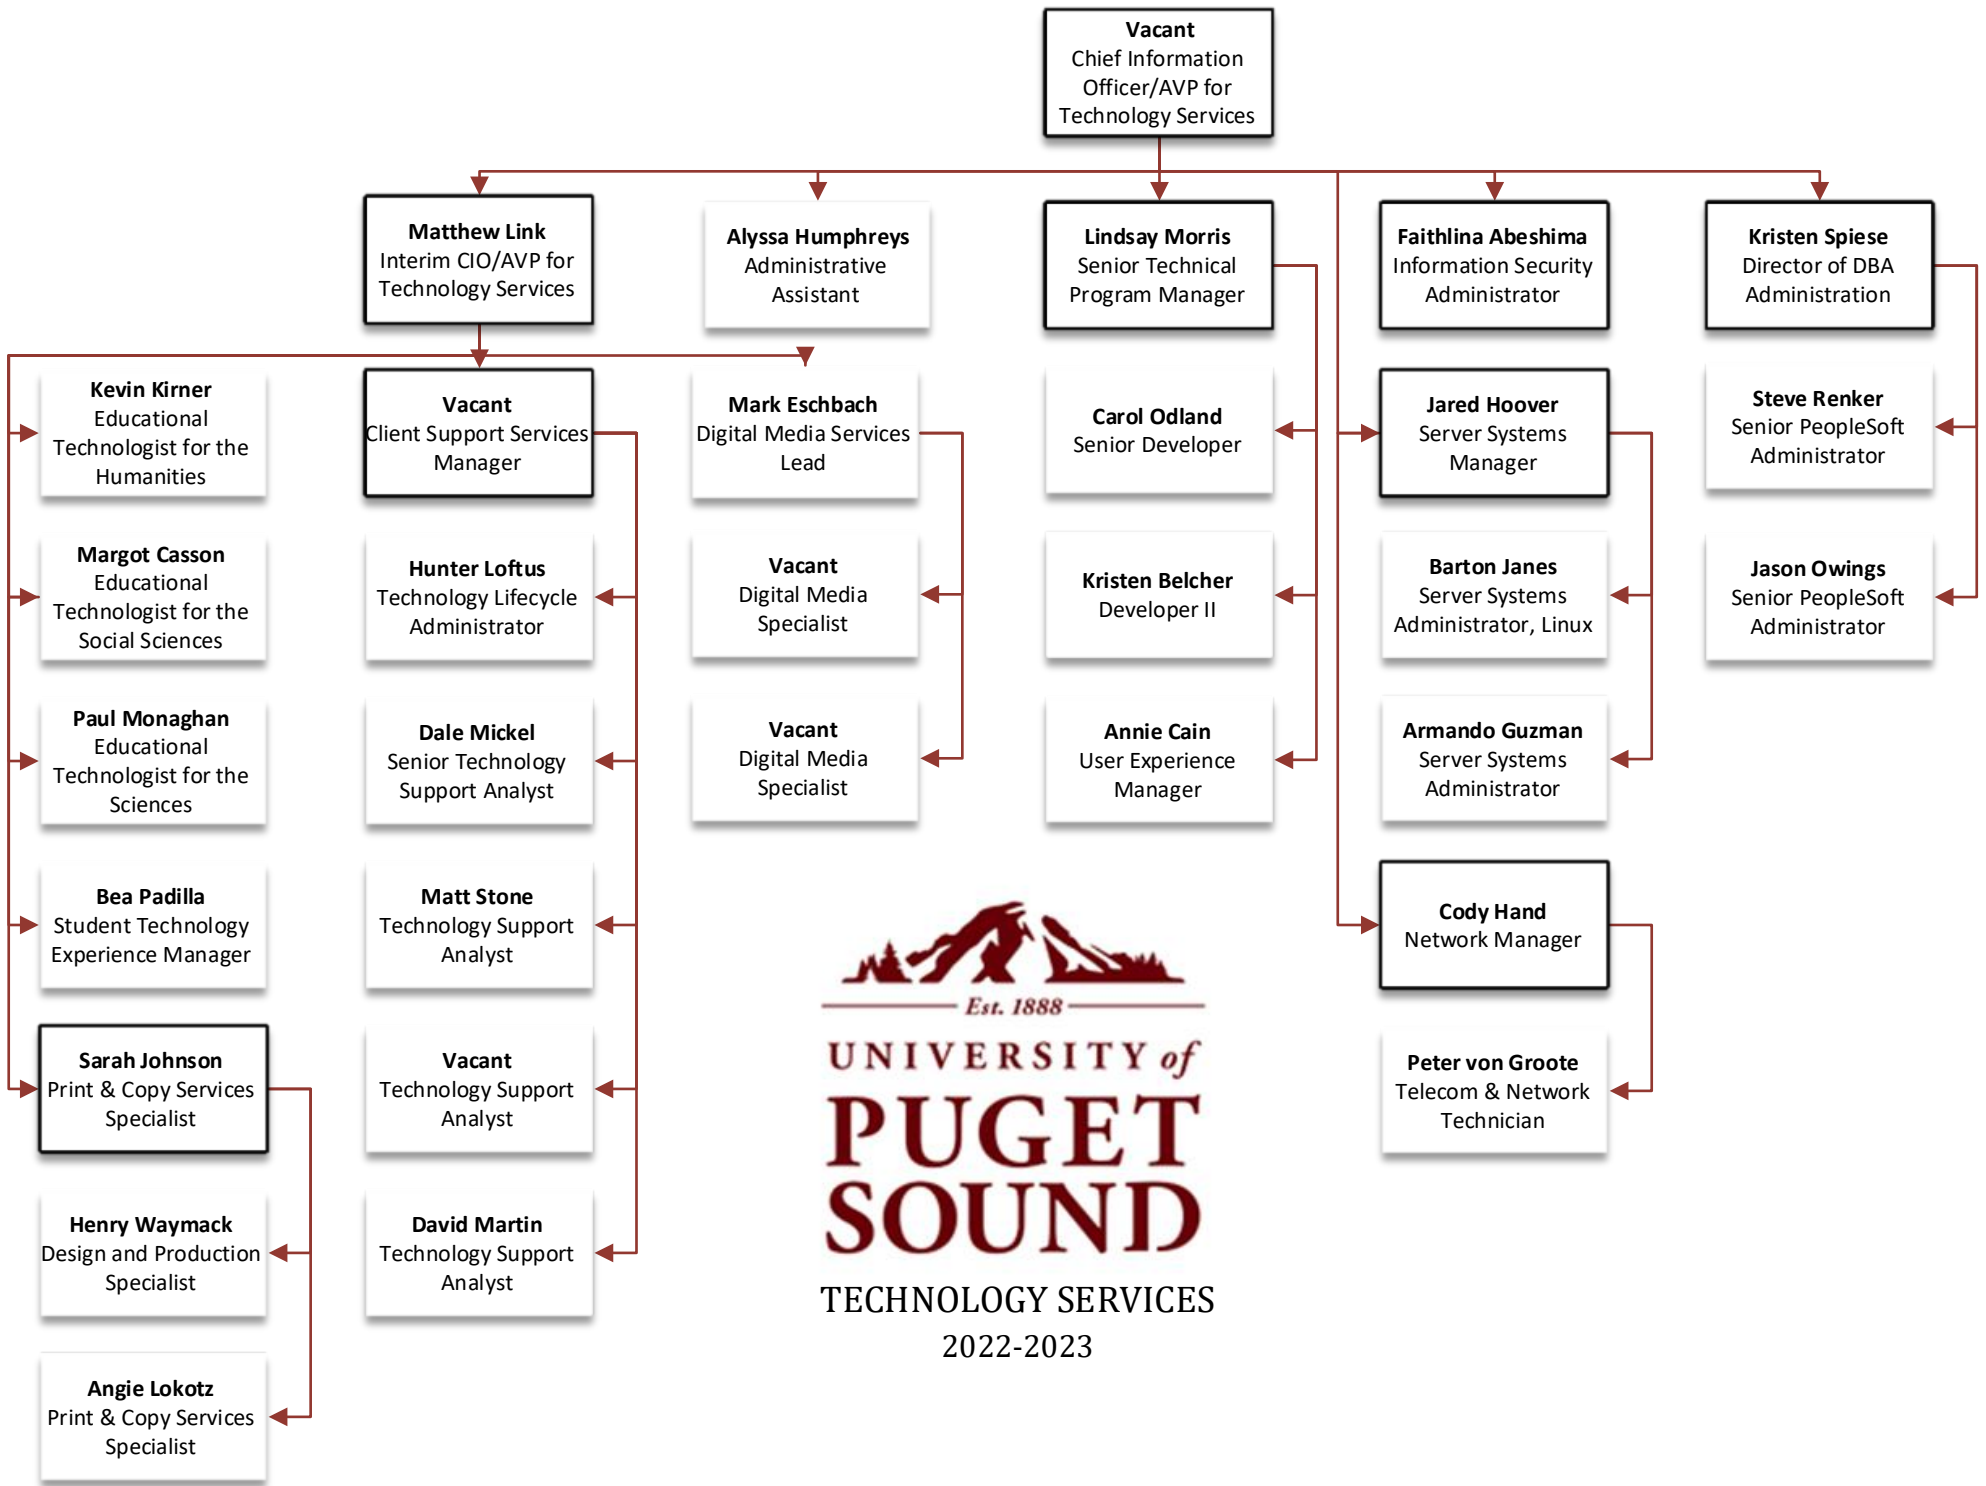 Vacant
Chief Information
Officer/AVP for
Technology Services
Matthew Link
Interim CIO/AVP for
Technology Services
Alyssa Humphreys
Administrative
Assistant
Lindsay Morris
Senior Technical
Program Manager
Faithlina Abeshima
Information Security
Administrator
Kristen Spiese
Director of DBA
Administration
Kevin Kirner
Educational
Technologist for the
Humanities
Margot Casson
Educational
Technologist for the
Social Sciences
Paul Monaghan
Educational
Technologist for the
Sciences
Bea Padilla
Student Technology
Experience Manager
Sarah Johnson
Print & Copy Services
Specialist
Henry Waymack
Design and Production
Specialist
Angie Lokotz
Print & Copy Services
Specialist
Vacant
Client Support Services
Manager
Hunter Loftus
Technology Lifecycle
Administrator
Dale Mickel
Senior Technology
Support Analyst
Matt Stone
Technology Support
Analyst
Vacant
Technology Support
Analyst
David Martin
Technology Support
Analyst
Mark Eschbach
Digital Media Services
Lead
Vacant
Digital Media
Specialist
Vacant
Digital Media
Specialist
Carol Odland
Senior Developer
Kristen Belcher
Developer II
Annie Cain
User Experience
Manager
Jared Hoover
Server Systems
Manager
Barton Janes
Server Systems
Administrator, Linux
Armando Guzman
Server Systems
Administrator
Cody Hand
Network Manager
Peter von Groote
Telecom & Network
Technician
Steve Renker
Senior PeopleSoft
Administrator
Jason Owings
Senior PeopleSoft
Administrator
Est. 1888
UNIVERSITY of
PUGET
SOUND
TECHNOLOGY SERVICES
2022-2023